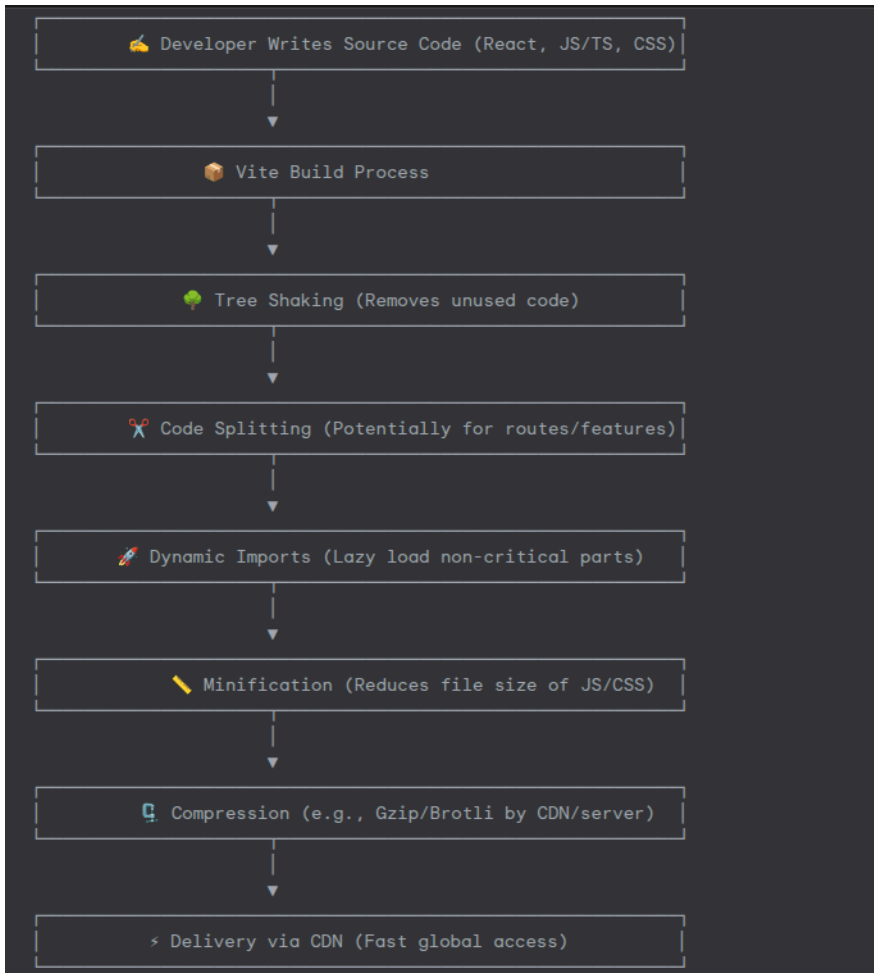 ✍️ Developer Writes Source Code (React, JS/TS, CSS)
📦 Vite Build Process
🌳 Tree Shaking (Removes unused code)
✂️ Code Splitting (Potentially for routes/features)
🚀 Dynamic Imports (Lazy load non-critical parts)
📏 Minification (Reduces file size of JS/CSS)
🗜️ Compression (e.g., Gzip/Brotli by CDN/server)
⚡ Delivery via CDN (Fast global access)